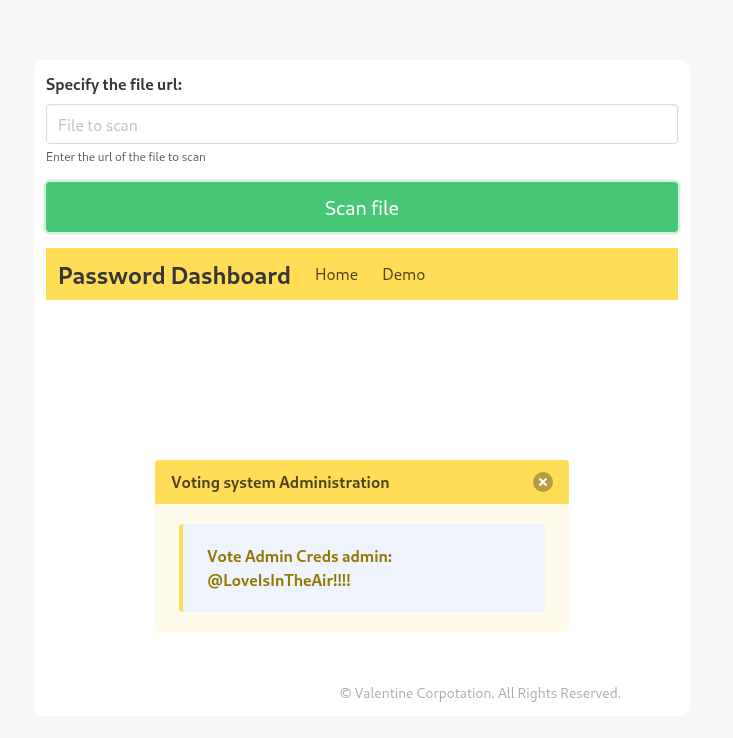 Specify the file url:
File to scan
Enter the url of the file to scan
Scan file
Password Dashboard Home Demo
Voting system Administration
Vote Admin Creds admin:
@LoveIsInTheAir!!!!
© Valentine Corpotation. All Rights Reserved.